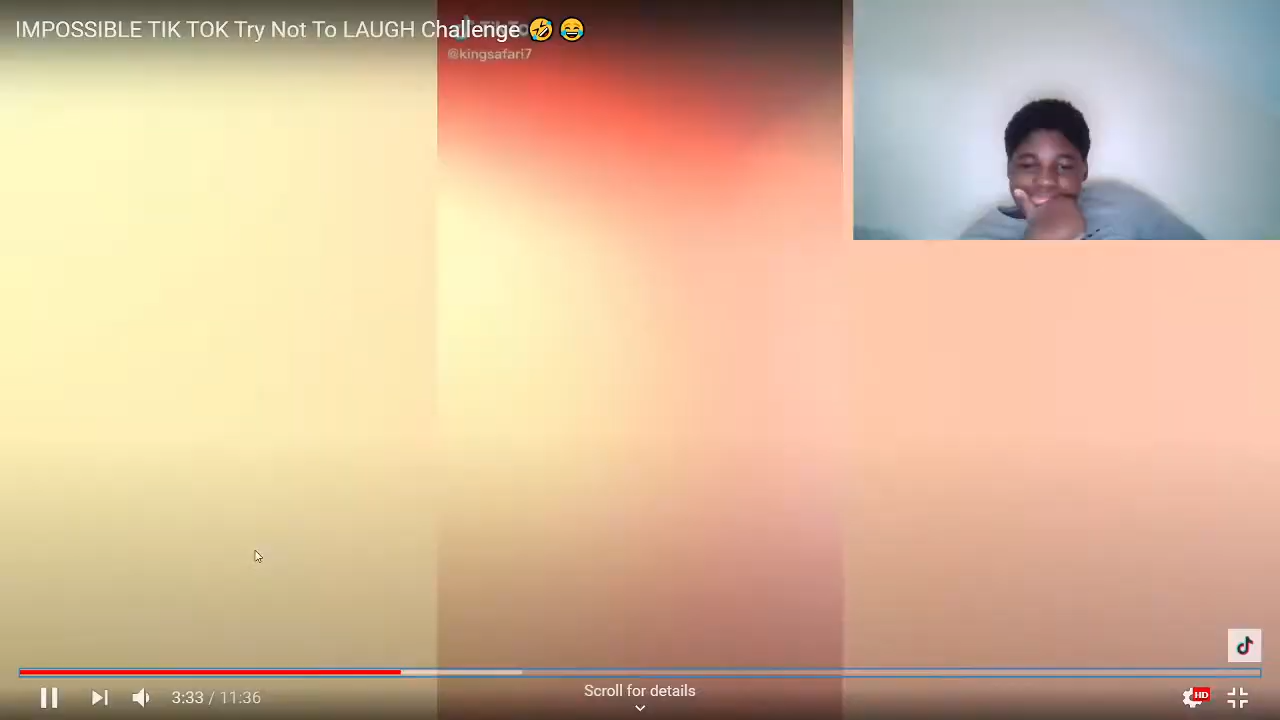 IMPOSSIBLE TIK TOK Try Not To LAUGH Challenge 🤣 😂
@kingsafari7
3:33 / 11:36
Scroll for details
HD